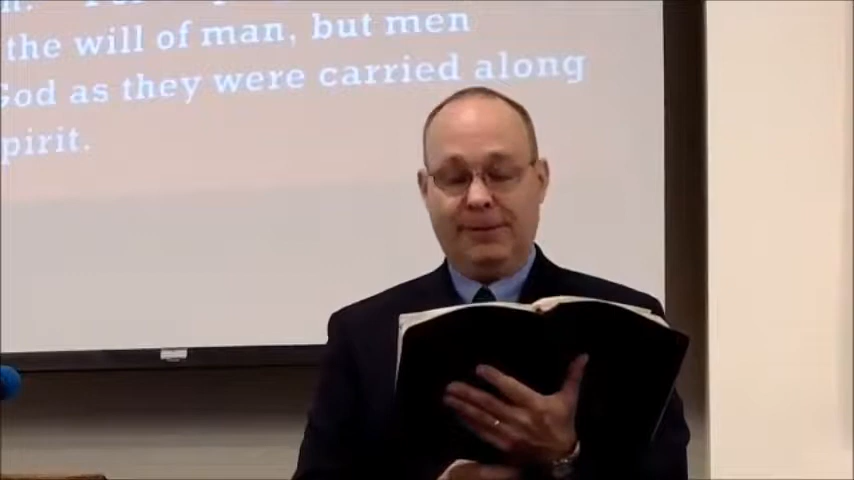 the will of man, but men
God as they were carried along
pirit.